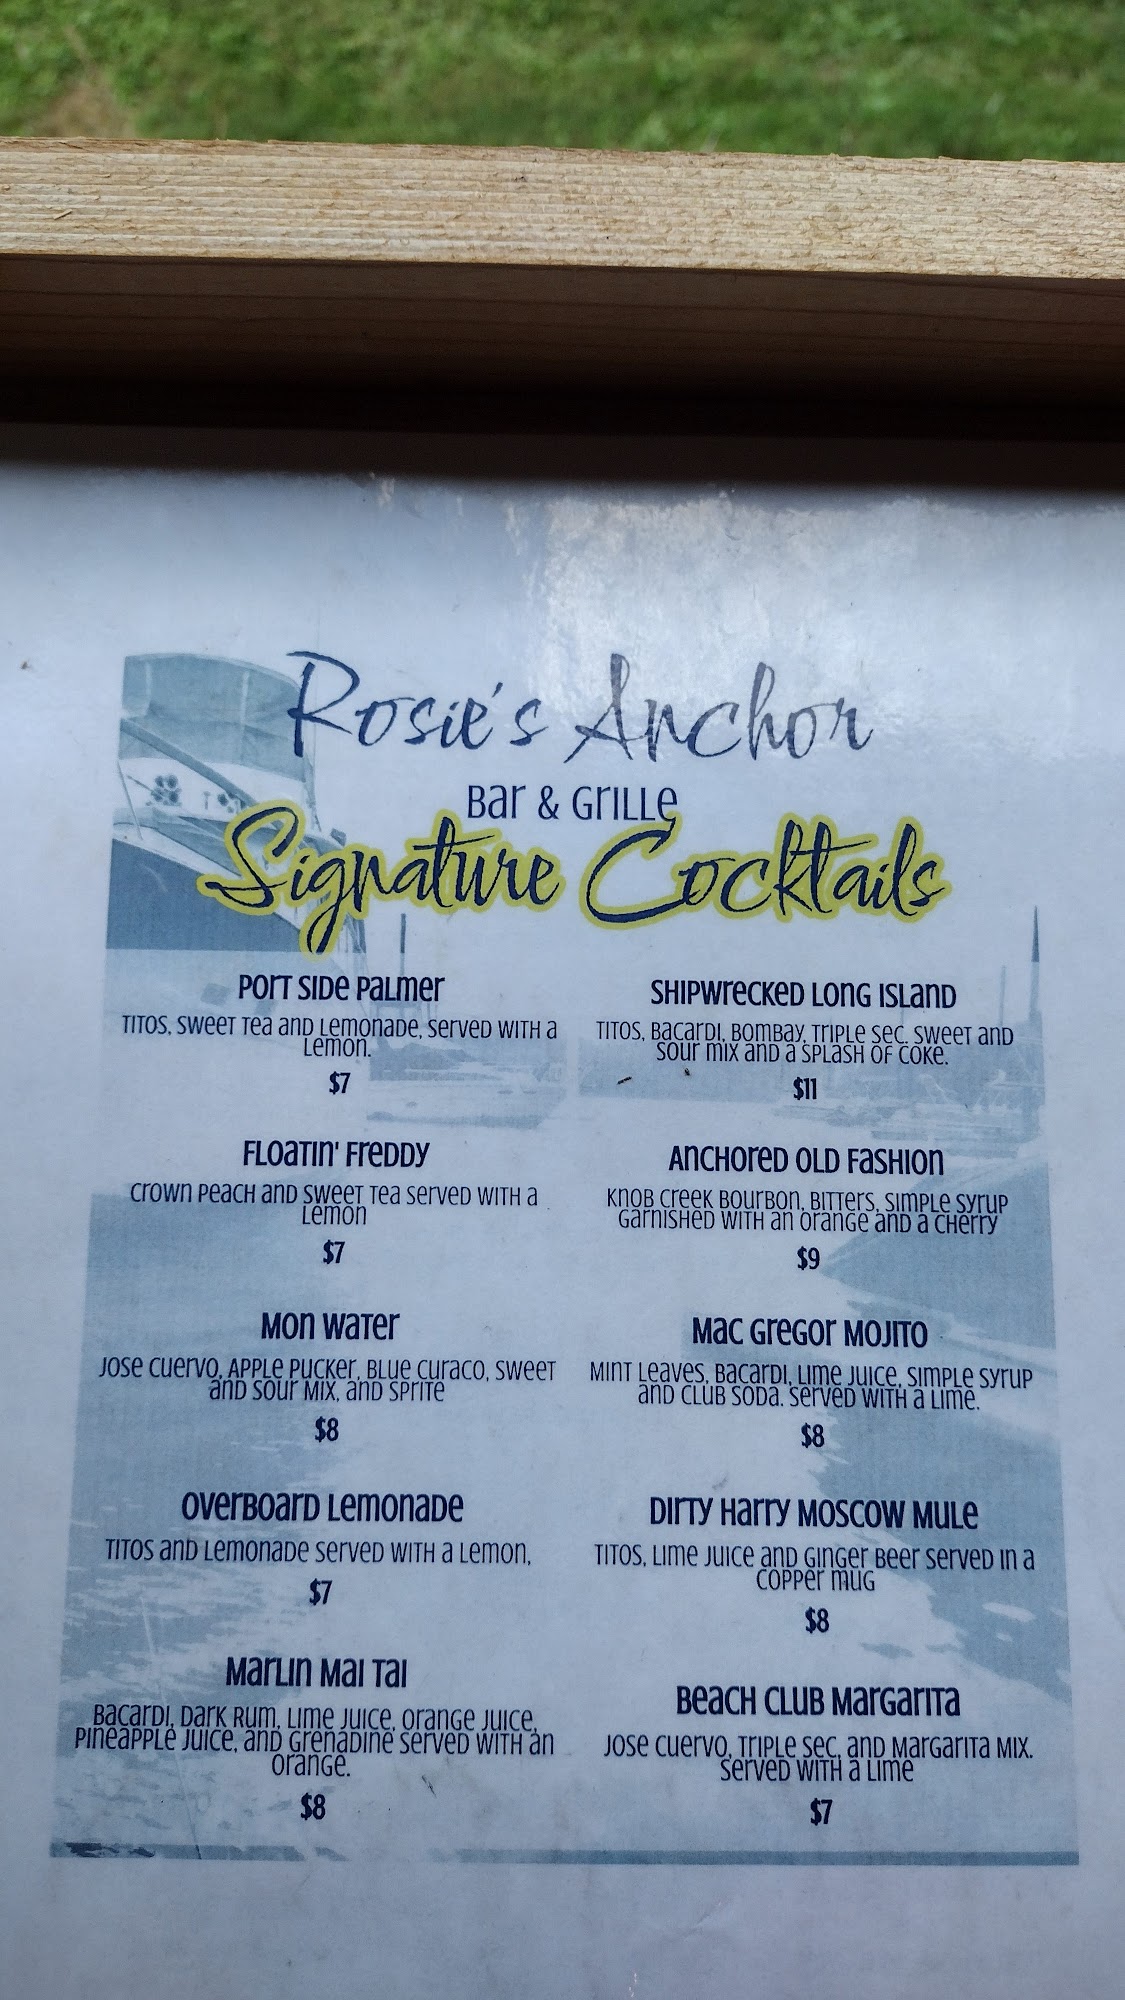 Rosie's Anchor
Bar & Grille
Signature Cocktails
Port Side Palmer
Titos, Sweet Tea and Lemonade, served with a
Lemon.
$7
Floatin' Freddy
Crown Peach and Sweet Tea served with a
Lemon
$7
Mon Water
Jose Cuervo, Apple Pucker, Blue Curaco, Sweet
and Sour Mix, and Sprite
$8
Overboard Lemonade
Titos and Lemonade served with a Lemon,
$7
Marlin Mai Tai
Bacardi, Dark Rum, Lime Juice, Orange Juice,
Pineapple Juice, and Grenadine served with an
Orange.
$8
Shipwrecked Long Island
Titos, Bacardi, Bombay, Triple Sec. Sweet and
Sour mix and a Splash of Coke.
$11
Anchored Old Fashion
Knob Creek Bourbon, Bitters, Simple Syrup
Garnished with an Orange and a Cherry
$9
Mac Gregor Mojito
Mint Leaves, Bacardi, Lime Juice, Simple Syrup
and Club Soda. Served with a Lime.
$8
Dirty Harry Moscow Mule
Titos, Lime Juice and Ginger Beer served in a
Copper Mug
$8
Beach Club Margarita
Jose Cuervo, Triple Sec, and Margarita Mix.
Served with a Lime
$7